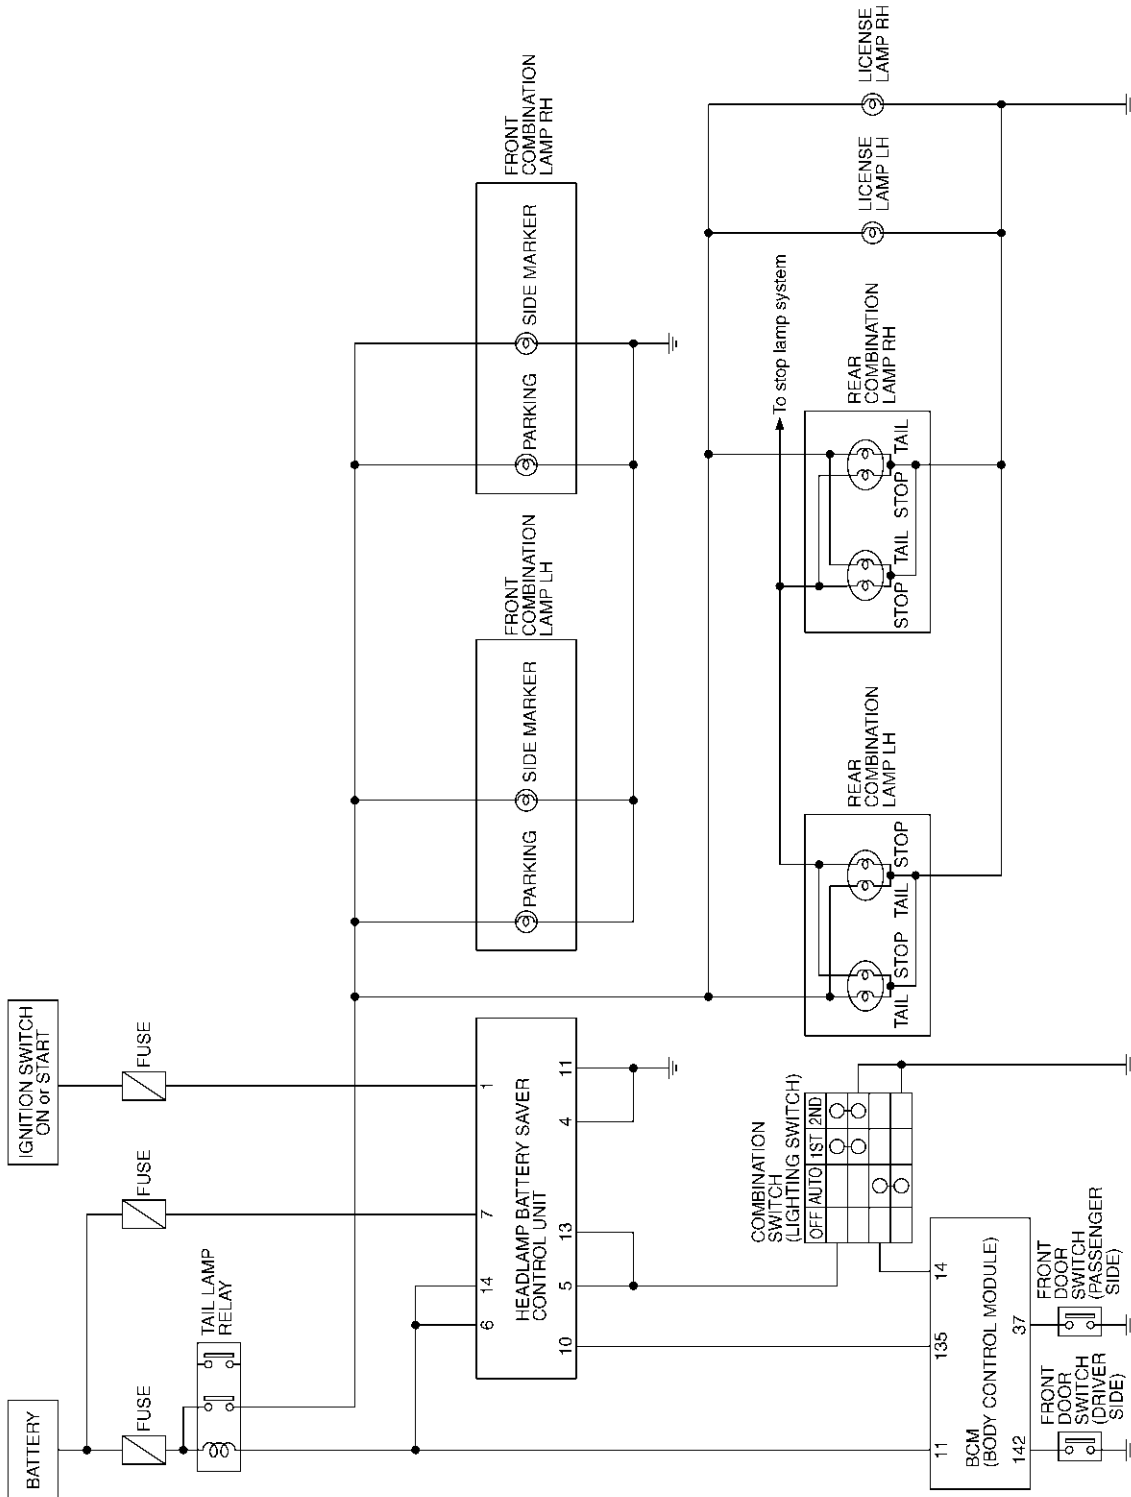 BATTERY
IGNITION SWITCH
ON or START
FUSE
FUSE
FUSE
TAIL LAMP
RELAY
6
14
7
1
HEADLAMP BATTERY SAVER
CONTROL UNIT
10
5
13
4
11
FRONT
COMBINATION
LAMP LH
PARKING
SIDE MARKER
FRONT
COMBINATION
LAMP RH
PARKING
SIDE MARKER
COMBINATION
SWITCH
(LIGHTING SWITCH)
OFF AUTO 1ST 2ND
11
135
14
BCM
(BODY CONTROL MODULE)
142
37
FRONT
DOOR
SWITCH
(DRIVER
SIDE)
FRONT
DOOR
SWITCH
(PASSENGER
SIDE)
REAR
COMBINATION
LAMP LH
TAIL
STOP
TAIL
STOP
To stop lamp system
REAR
COMBINATION
LAMP RH
STOP
TAIL
STOP
TAIL
LICENSE
LAMP LH
LICENSE
LAMP RH